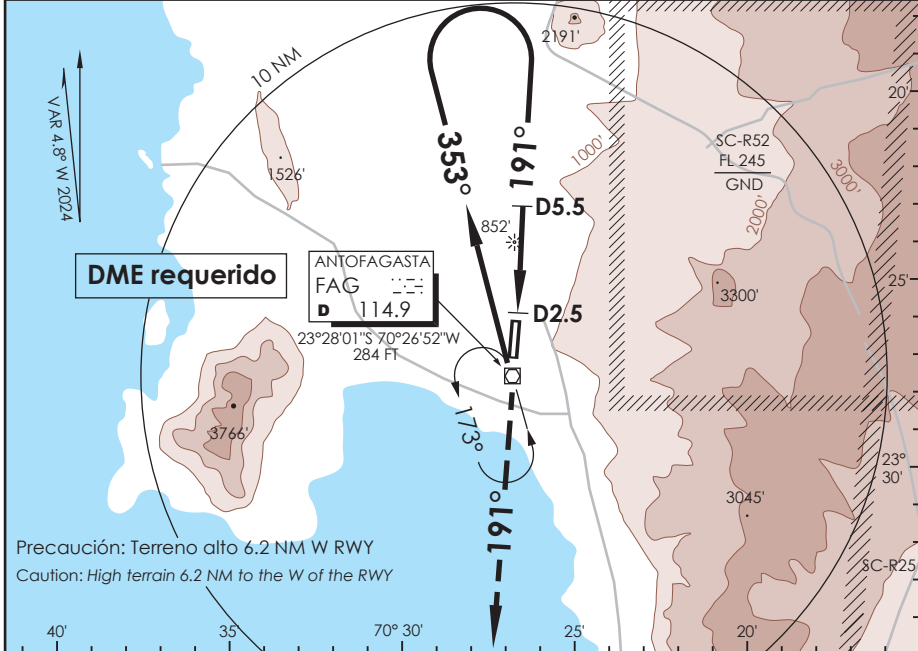 2191'
10 NM
VAR 4.8° W 2024
20'
353°
191°
SC-R52
FL 245
GND
1000'
3000'
1526'
2000'
D5.5
852'
DME requerido
ANTOFAGASTA
FAG
D 114.9
23°28'01"S 70°26'52"W
284 FT
25'
3300'
D2.5
3766'
173°
23°
30'
191°
3045'
Precaución: Terreno alto 6.2 NM W RWY
Caution: High terrain 6.2 NM to the W of the RWY
SC-R25
40'
35'
70° 30'
25'
20'